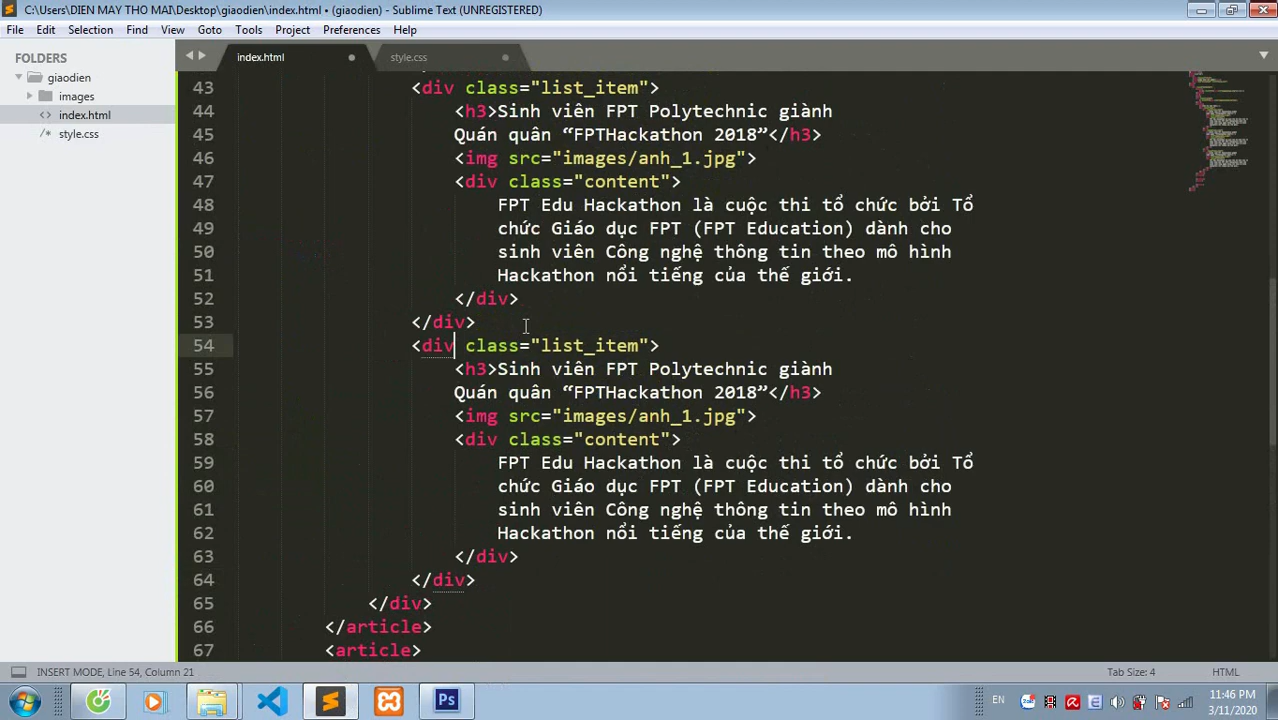 C:\Users\DIEN MAY THO MAI\Desktop\giaodien\index.html • (giaodien) - Sublime Text (UNREGISTERED)
File Edit Selection Find View Goto Tools Project Preferences Help
FOLDERS
giaodien
images
index.html
style.css
index.html
style.css
43 <div class="list_item">
44 <h3>Sinh viên FPT Polytechnic giành
45 Quán quân “FPTHackathon 2018”</h3>
46 <img src="images/anh_1.jpg">
47 <div class="content">
48 FPT Edu Hackathon là cuộc thi tổ chức bởi Tổ
49 chức Giáo dục FPT (FPT Education) dành cho
50 sinh viên Công nghệ thông tin theo mô hình
51 Hackathon nổi tiếng của thế giới.
52 </div>
53 </div>
54 <div class="list_item">
55 <h3>Sinh viên FPT Polytechnic giành
56 Quán quân “FPTHackathon 2018”</h3>
57 <img src="images/anh_1.jpg">
58 <div class="content">
59 FPT Edu Hackathon là cuộc thi tổ chức bởi Tổ
60 chức Giáo dục FPT (FPT Education) dành cho
61 sinh viên Công nghệ thông tin theo mô hình
62 Hackathon nổi tiếng của thế giới.
63 </div>
64 </div>
65 </div>
66 </article>
67 <article>
INSERT MODE, Line 54, Column 21 Tab Size: 4 HTML
Ps EN Zalo 11:46 PM
3/11/2020